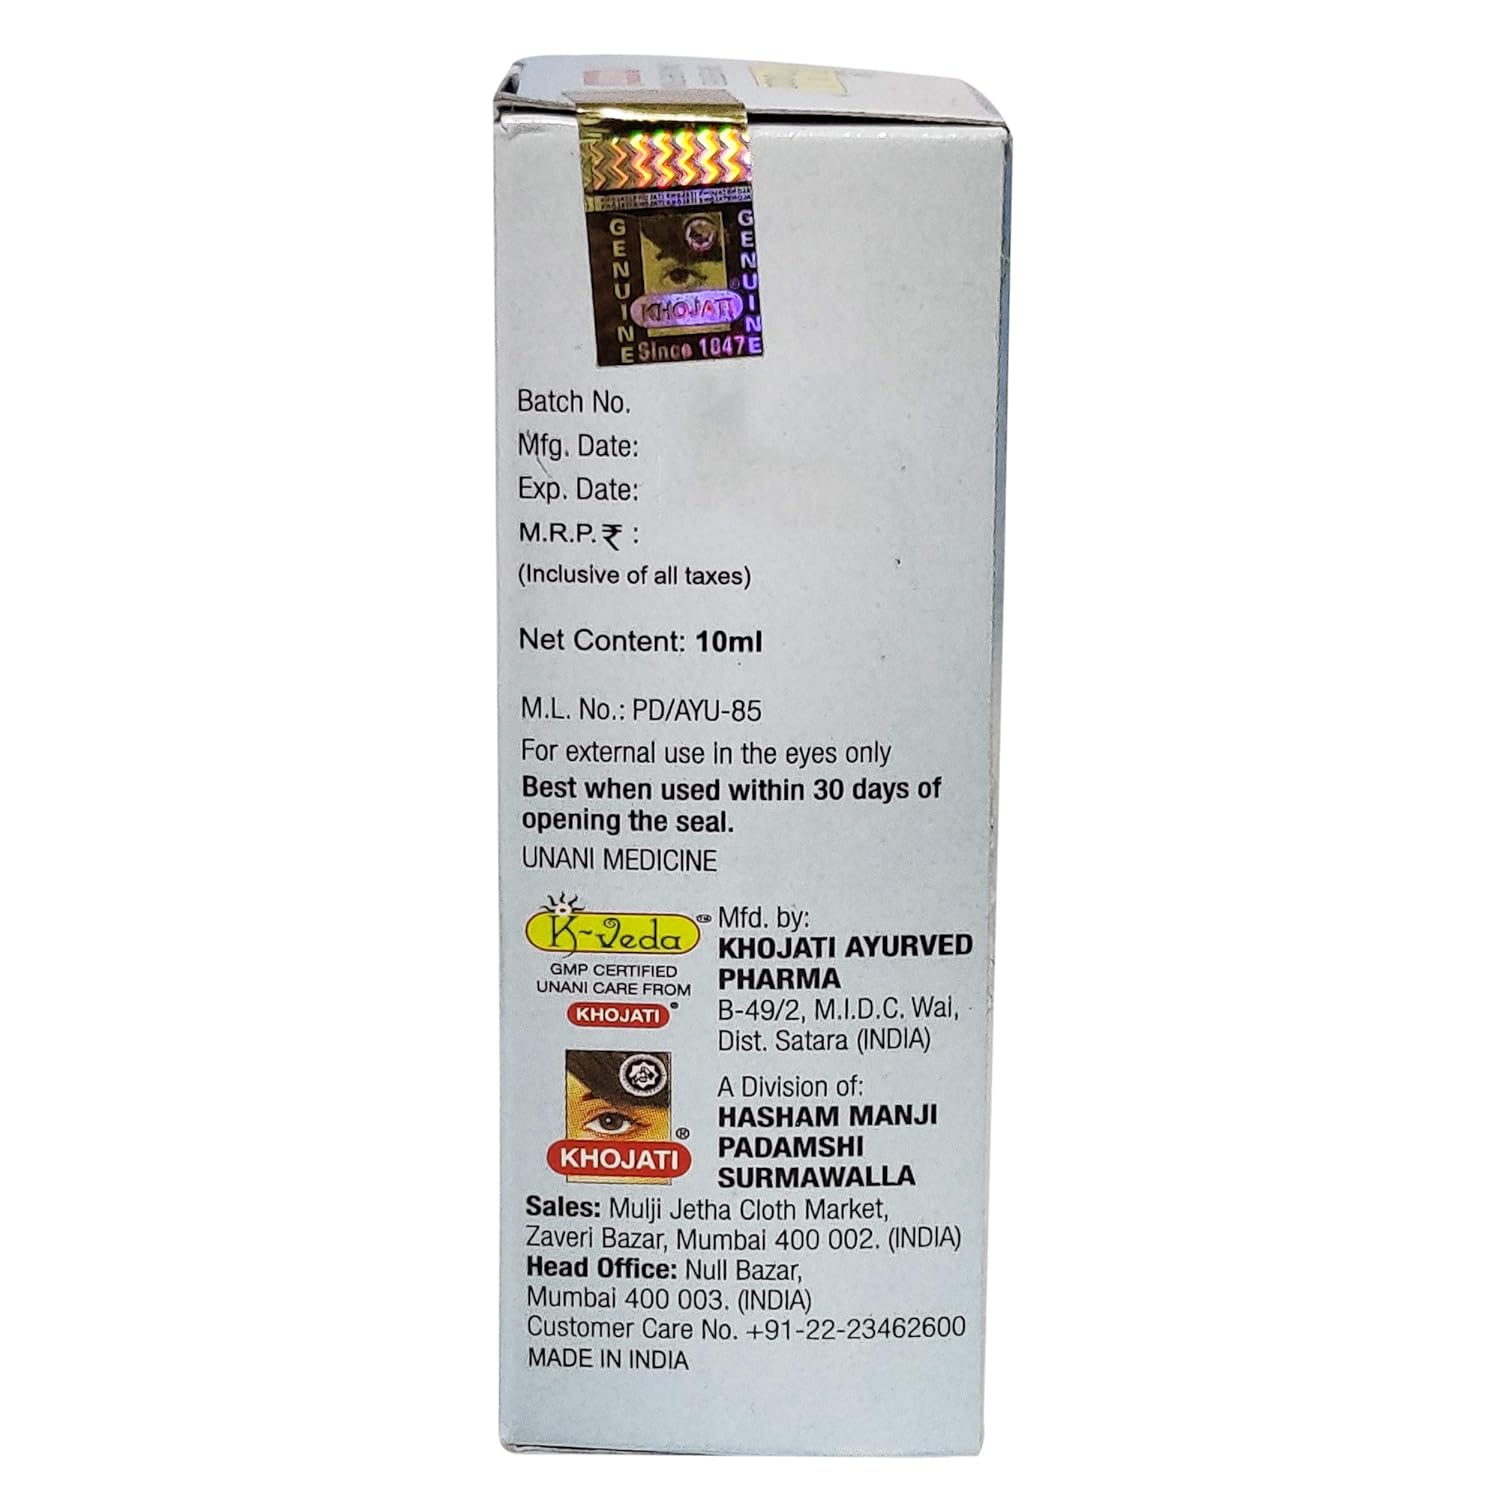 GENUINE
GENUINE
KHOJATI
Since 1847
Batch No.
Mfg. Date:
Exp. Date:
M.R.P.₹ :
(Inclusive of all taxes)
Net Content: 10ml
M.L. No.: PD/AYU-85
For external use in the eyes only
Best when used within 30 days of
opening the seal.
UNANI MEDICINE
K-Veda™
GMP CERTIFIED
UNANI CARE FROM
KHOJATI®
KHOJATI®
Mfd. by:
KHOJATI AYURVED
PHARMA
B-49/2, M.I.D.C. Wai,
Dist. Satara (INDIA)
A Division of:
HASHAM MANJI
PADAMSHI
SURMAWALLA
Sales: Mulji Jetha Cloth Market,
Zaveri Bazar, Mumbai 400 002. (INDIA)
Head Office: Null Bazar,
Mumbai 400 003. (INDIA)
Customer Care No. +91-22-23462600
MADE IN INDIA